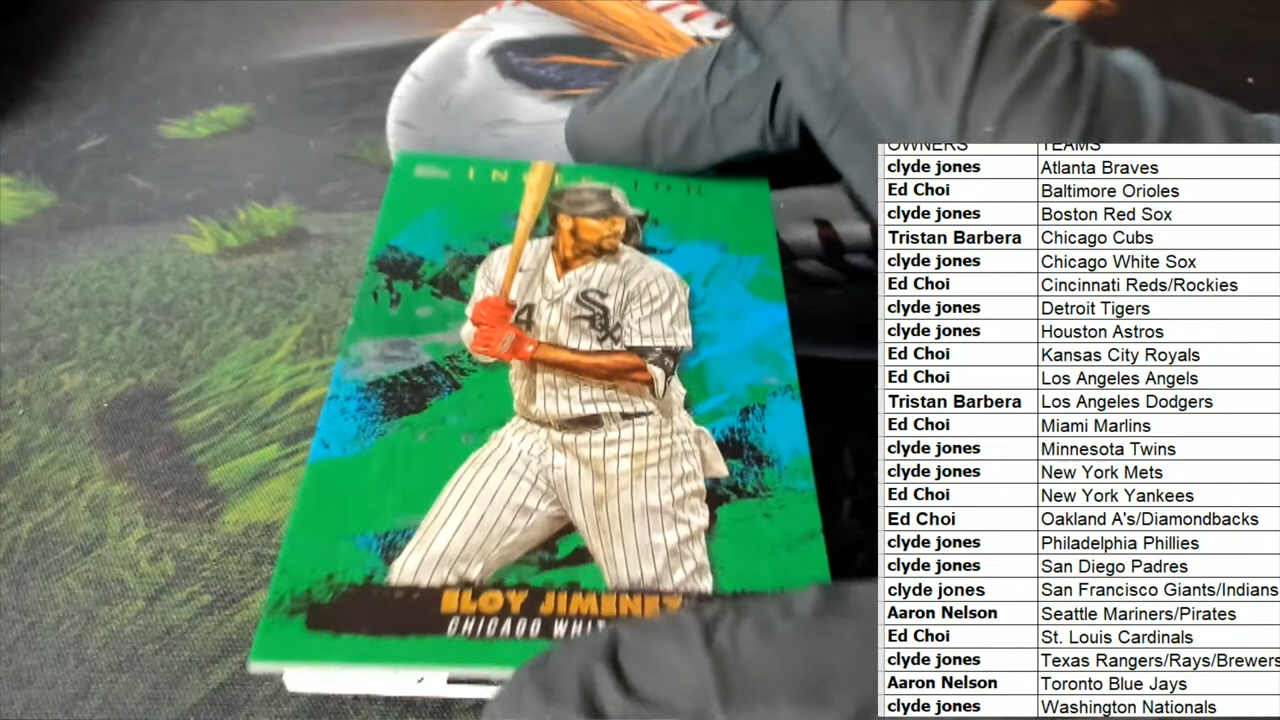 INCEPTION
Sox
4
ELOY JIMENEZ
CHICAGO WHIT
OWNERS TEAMS
clyde jones Atlanta Braves
Ed Choi Baltimore Orioles
clyde jones Boston Red Sox
Tristan Barbera Chicago Cubs
clyde jones Chicago White Sox
Ed Choi Cincinnati Reds/Rockies
clyde jones Detroit Tigers
clyde jones Houston Astros
Ed Choi Kansas City Royals
Ed Choi Los Angeles Angels
Tristan Barbera Los Angeles Dodgers
Ed Choi Miami Marlins
clyde jones Minnesota Twins
clyde jones New York Mets
Ed Choi New York Yankees
Ed Choi Oakland A's/Diamondbacks
clyde jones Philadelphia Phillies
clyde jones San Diego Padres
clyde jones San Francisco Giants/Indians
Aaron Nelson Seattle Mariners/Pirates
Ed Choi St. Louis Cardinals
clyde jones Texas Rangers/Rays/Brewers
Aaron Nelson Toronto Blue Jays
clyde jones Washington Nationals